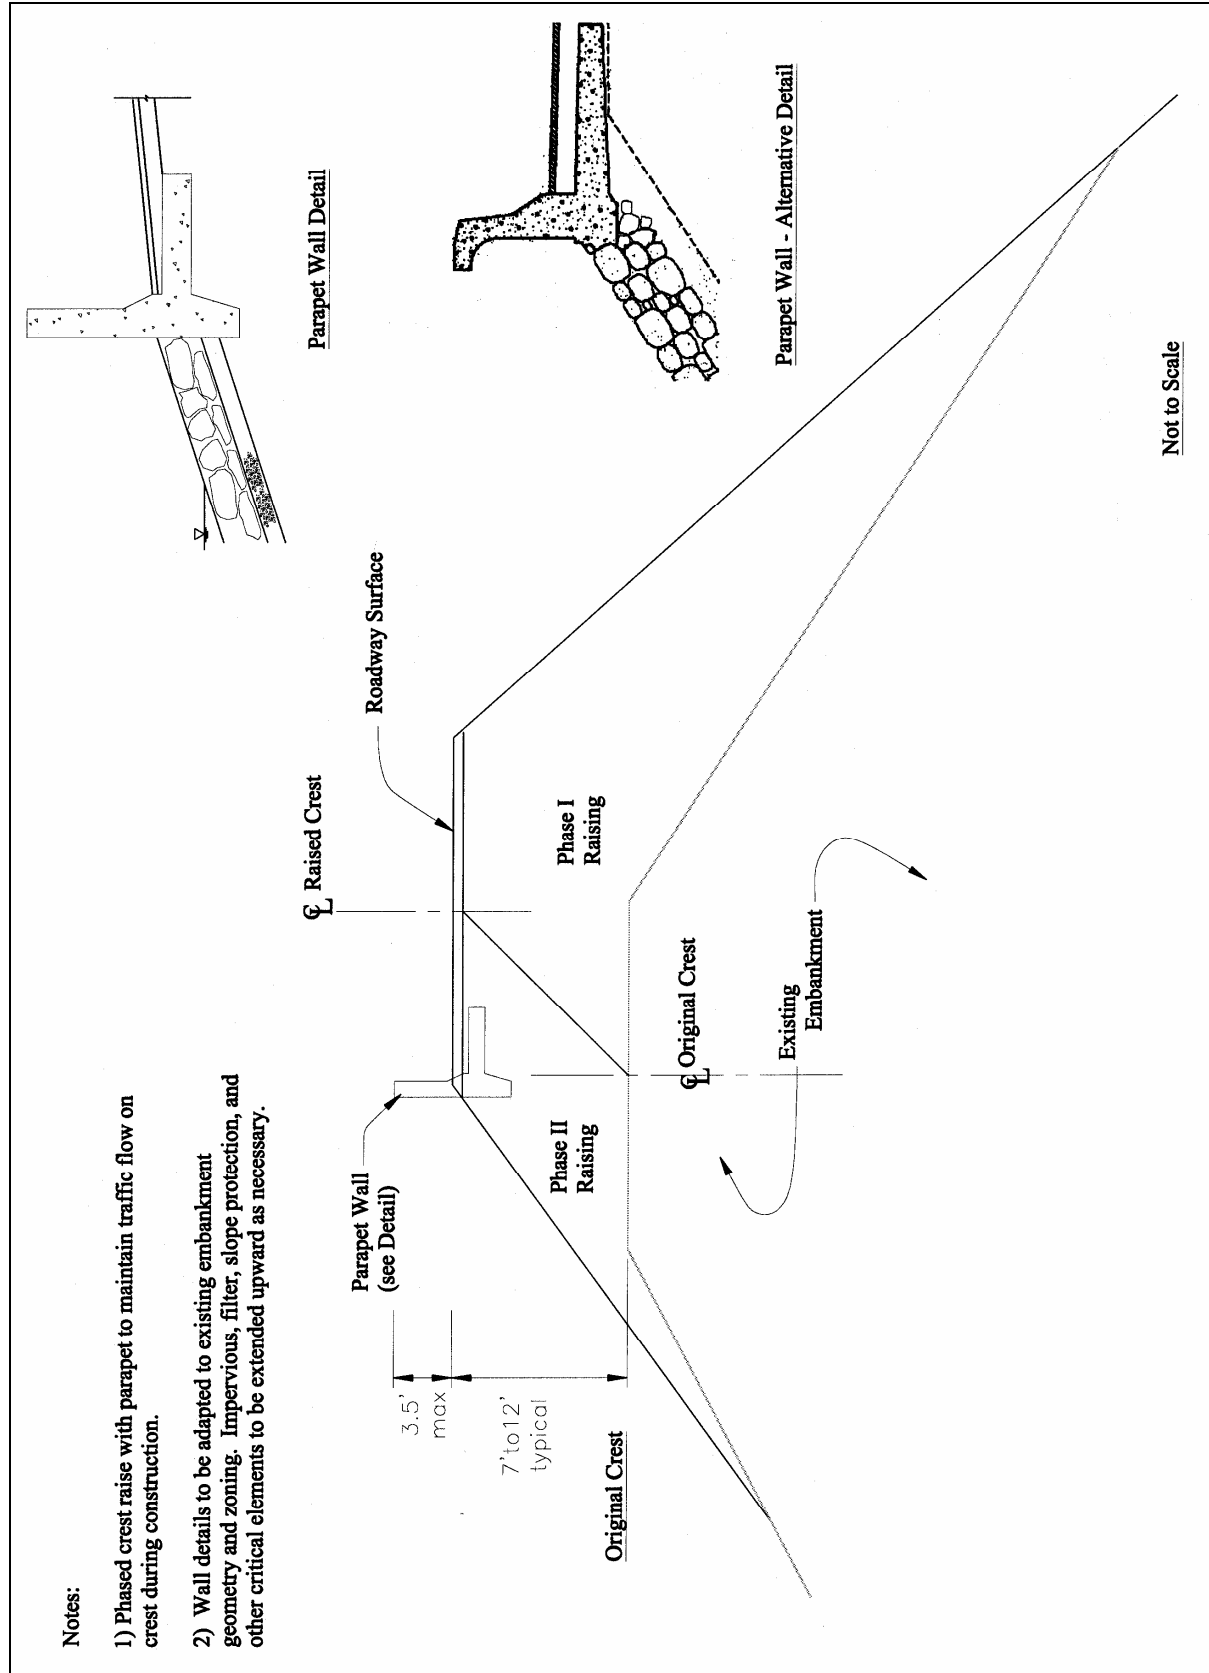 Notes:
1) Phased crest raise with parapet to maintain traffic flow on
crest during construction.
2) Wall details to be adapted to existing embankment
geometry and zoning. Impervious, filter, slope protection, and
other critical elements to be extended upward as necessary.
Parapet Wall Detail
Parapet Wall - Alternative Detail
℄ Raised Crest
Roadway Surface
Parapet Wall
(see Detail)
3.5'
max
7' to 12'
typical
Original Crest
Phase I
Raising
Phase II
Raising
℄ Original Crest
Existing
Embankment
Not to Scale